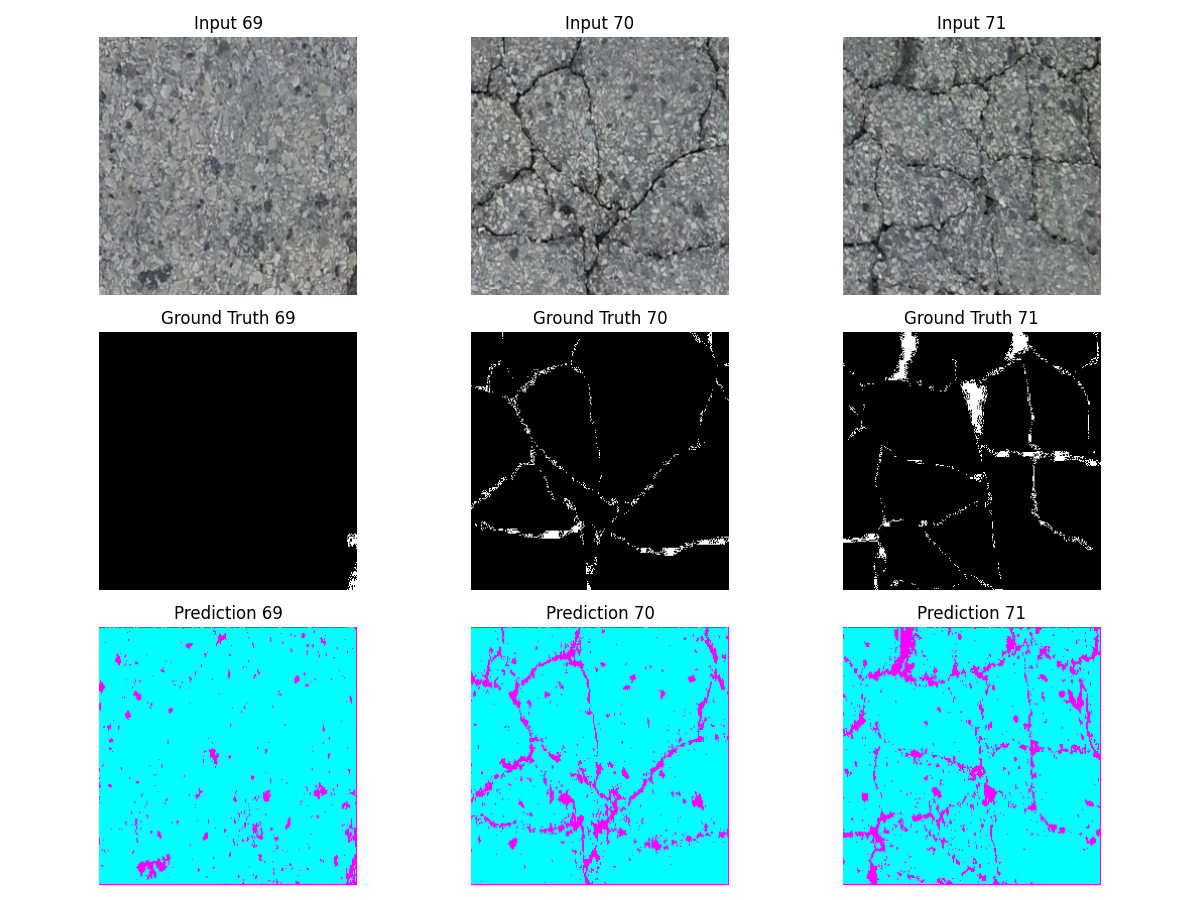 Input 69
Input 70
Input 71
Ground Truth 69
Ground Truth 70
Ground Truth 71
Prediction 69
Prediction 70
Prediction 71